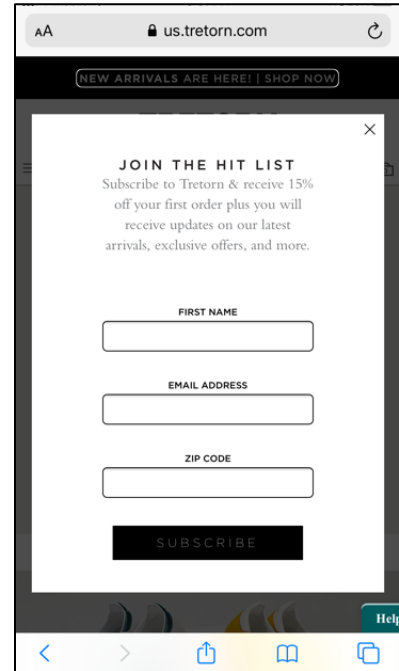 AA
us.tretorn.com
NEW ARRIVALS ARE HERE! | SHOP NOW
JOIN THE HIT LIST
Subscribe to Tretorn & receive 15%
off your first order plus you will
receive updates on our latest
arrivals, exclusive offers, and more.
FIRST NAME
EMAIL ADDRESS
ZIP CODE
SUBSCRIBE
Help